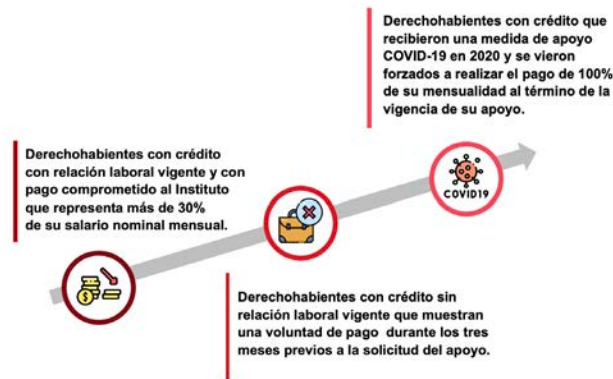 Derechohabientes con crédito que
recibieron una medida de apoyo
COVID-19 en 2020 y se vieron
forzados a realizar el pago de 100%
de su mensualidad al término de la
vigencia de su apoyo.
Derechohabientes con crédito
con relación laboral vigente y con
pago comprometido al Instituto
que representa más de 30%
de su salario nominal mensual.
COVID19
$
Derechohabientes con crédito sin
relación laboral vigente que muestran
una voluntad de pago durante los tres
meses previos a la solicitud del apoyo.